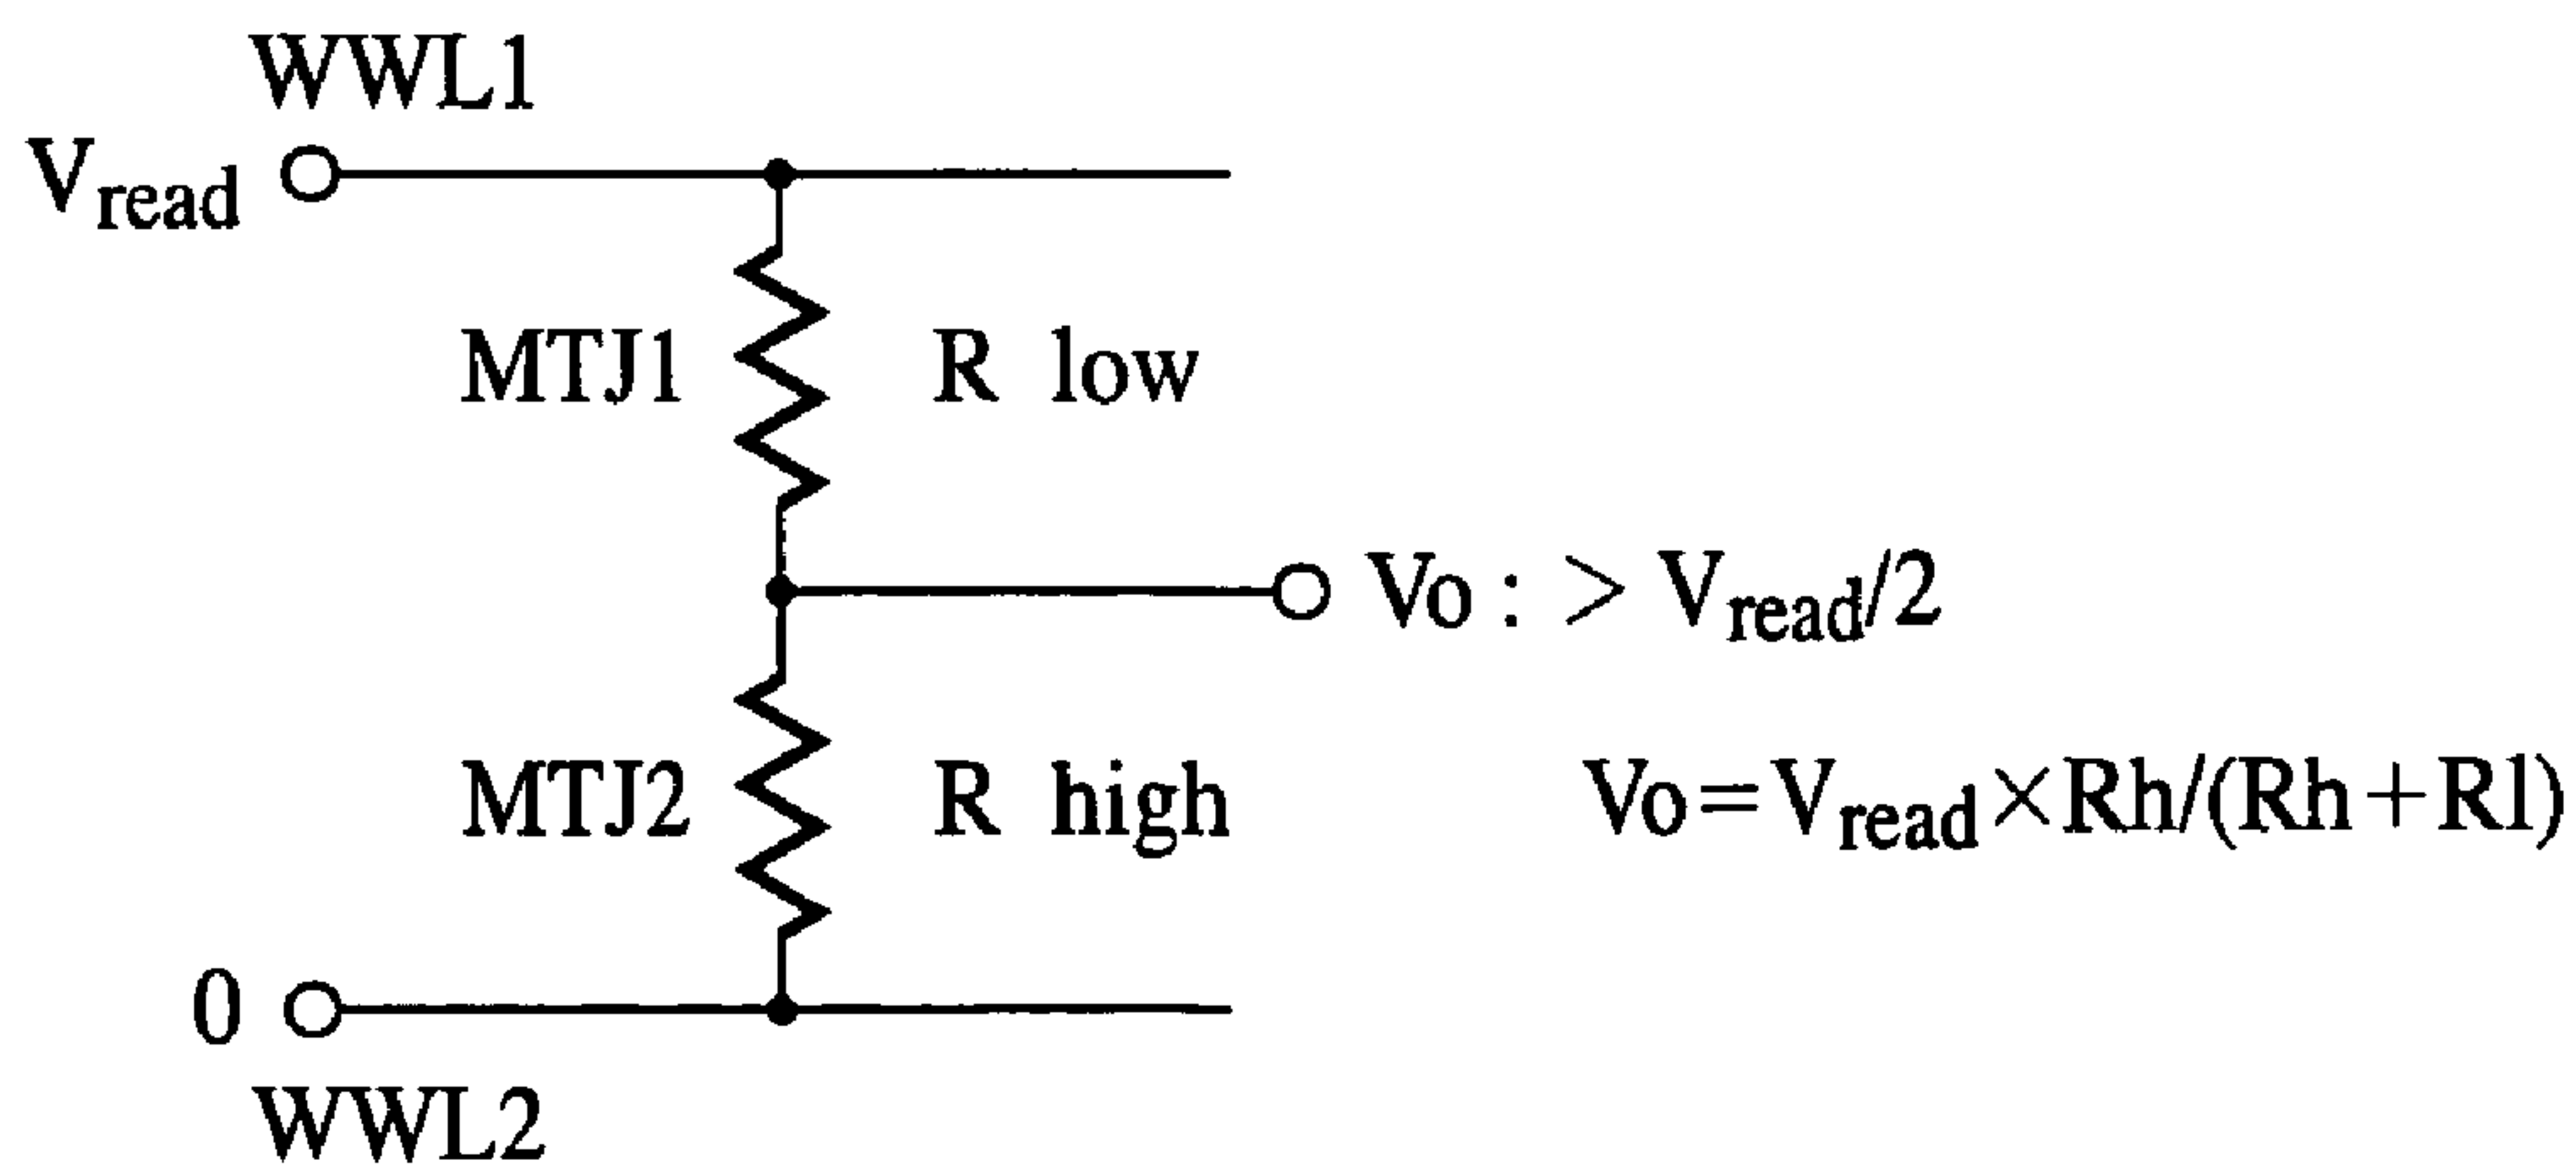 WWL1
Vread
MTJ1 R low
Vo : > Vread/2
MTJ2 R high
Vo=Vread×Rh/(Rh+Rl)
0
WWL2